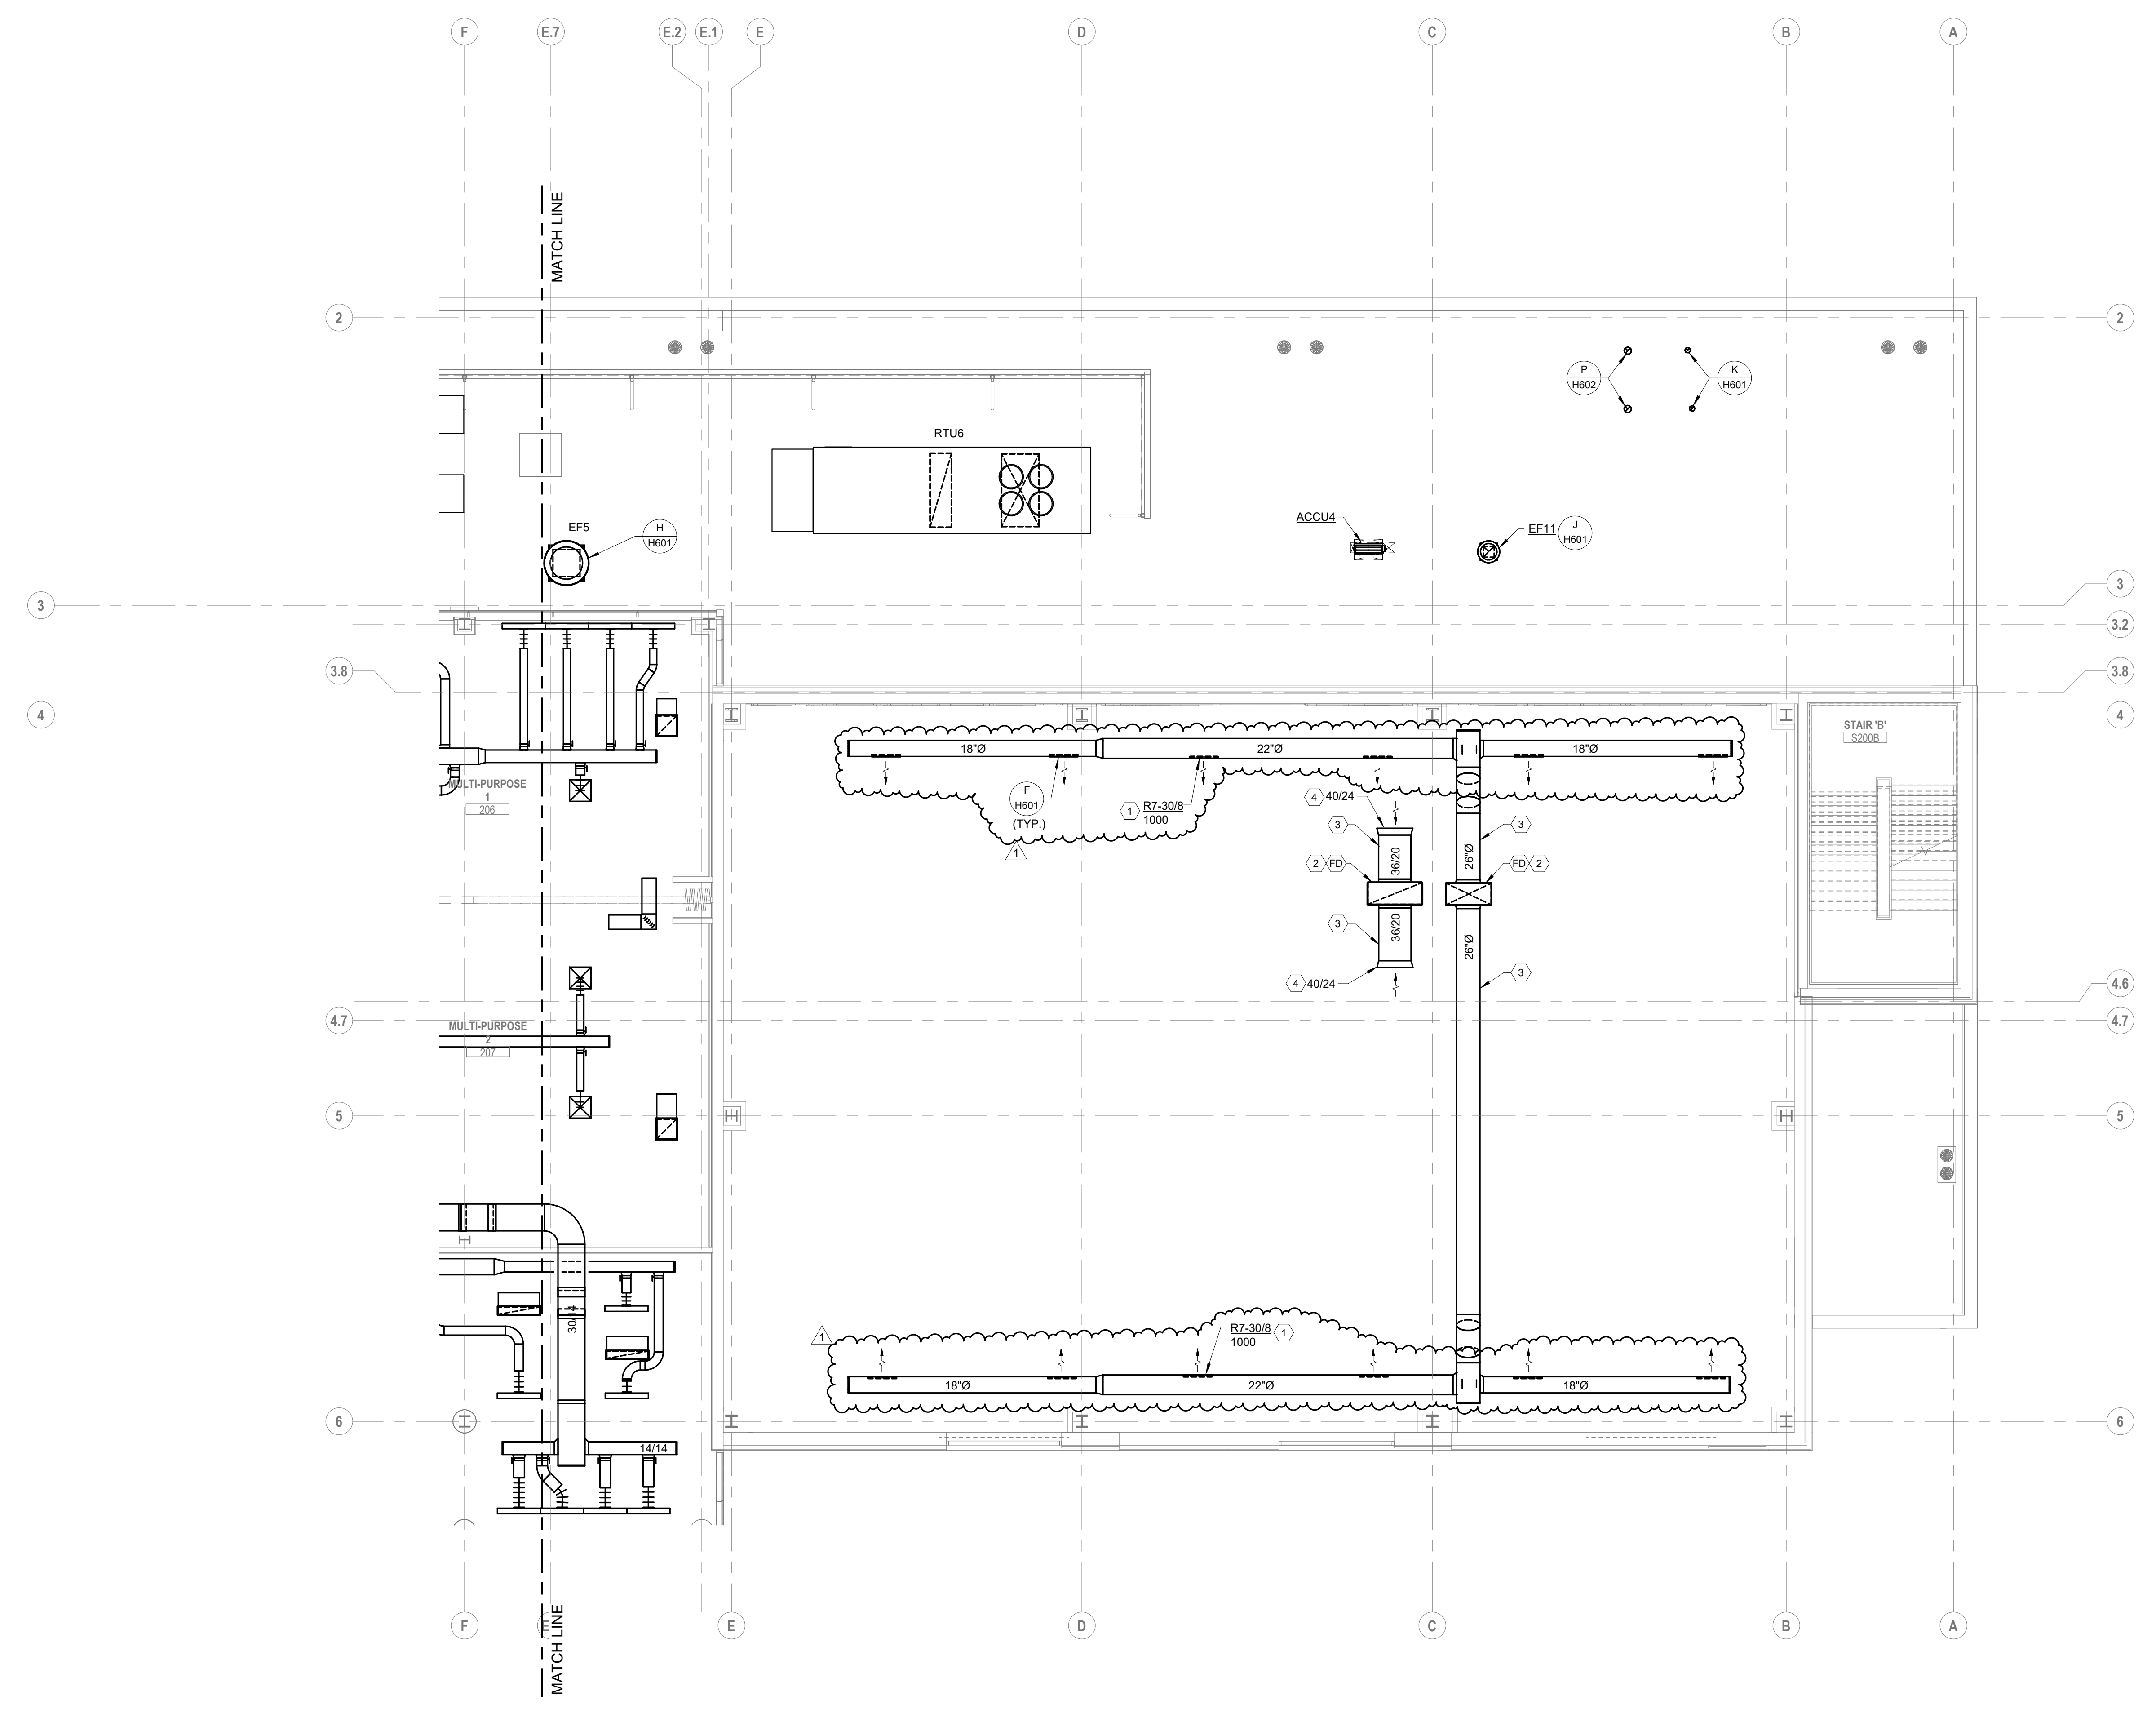 F
E.7
E.2
E.1
E
D
C
B
A
MATCH LINE
2
2
P
H602
K
H601
RTU6
EF5
H
H601
ACCU4
EF11
J
H601
3
3
3.2
3.8
3.8
4
4
STAIR 'B'
S200B
18"Ø
22"Ø
18"Ø
MULTI-PURPOSE
1
206
F
H601
(TYP.)
1
R7-30/8
1000
1
4
40/24
3
36/20
2
FD
3
26"Ø
FD
2
3
36/20
26"Ø
4
40/24
3
4.7
4.6
4.7
MULTI-PURPOSE
2
207
5
5
30/14
1
R7-30/8
1000
1
18"Ø
22"Ø
18"Ø
6
6
14/14
MATCH LINE
F
E
E
D
C
B
A